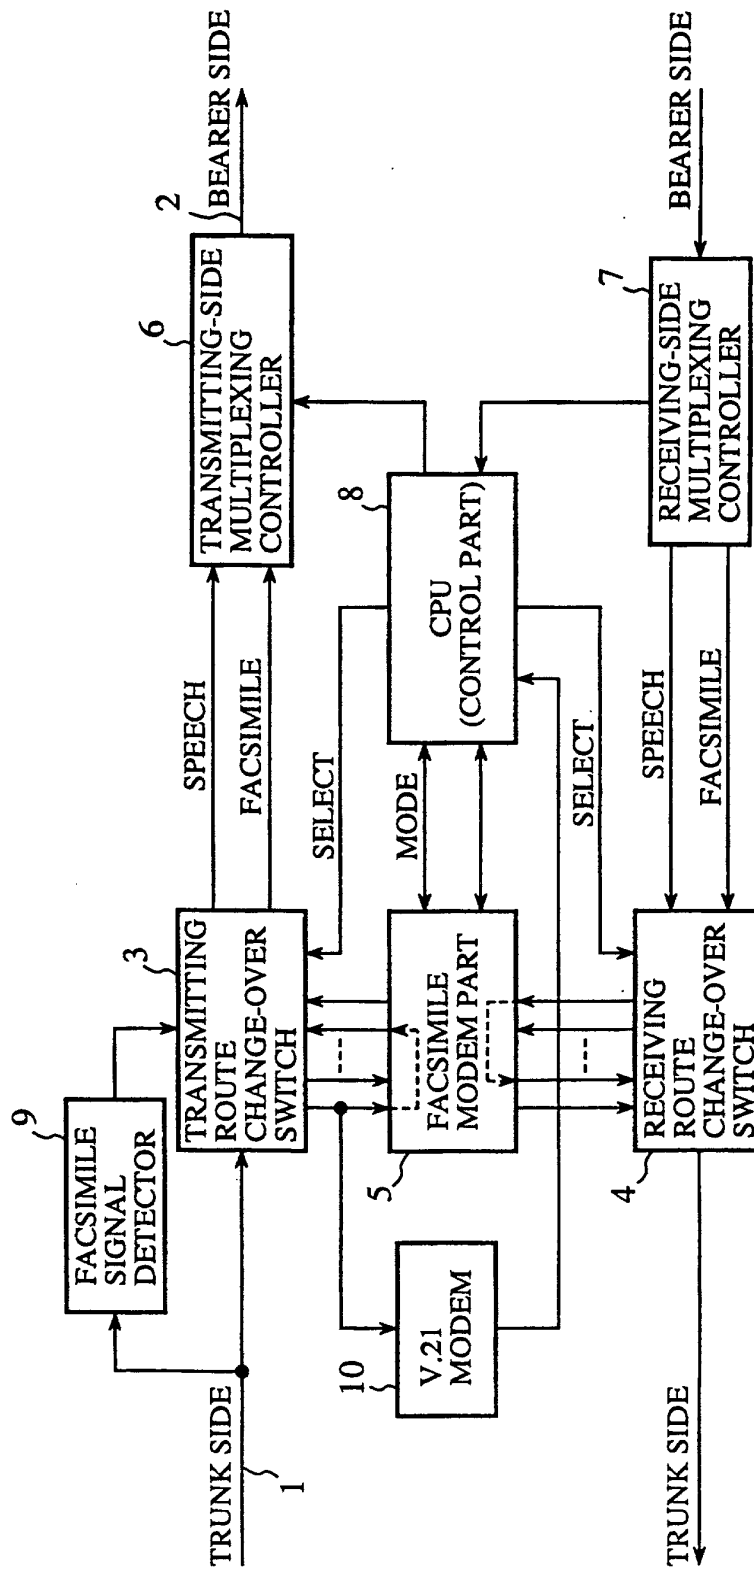 TRUNK SIDE
1
9
FACSIMILE
SIGNAL
DETECTOR
3
TRANSMITTING
ROUTE
CHANGE-OVER
SWITCH
SPEECH
FACSIMILE
6
TRANSMITTING-SIDE
MULTIPLEXING
CONTROLLER
2
BEARER SIDE
10
V.21
MODEM
5
FACSIMILE
MODEM PART
SELECT
MODE
8
CPU
(CONTROL PART)
SELECT
TRUNK SIDE
4
RECEIVING
ROUTE
CHANGE-OVER
SWITCH
SPEECH
FACSIMILE
7
RECEIVING-SIDE
MULTIPLEXING
CONTROLLER
BEARER SIDE